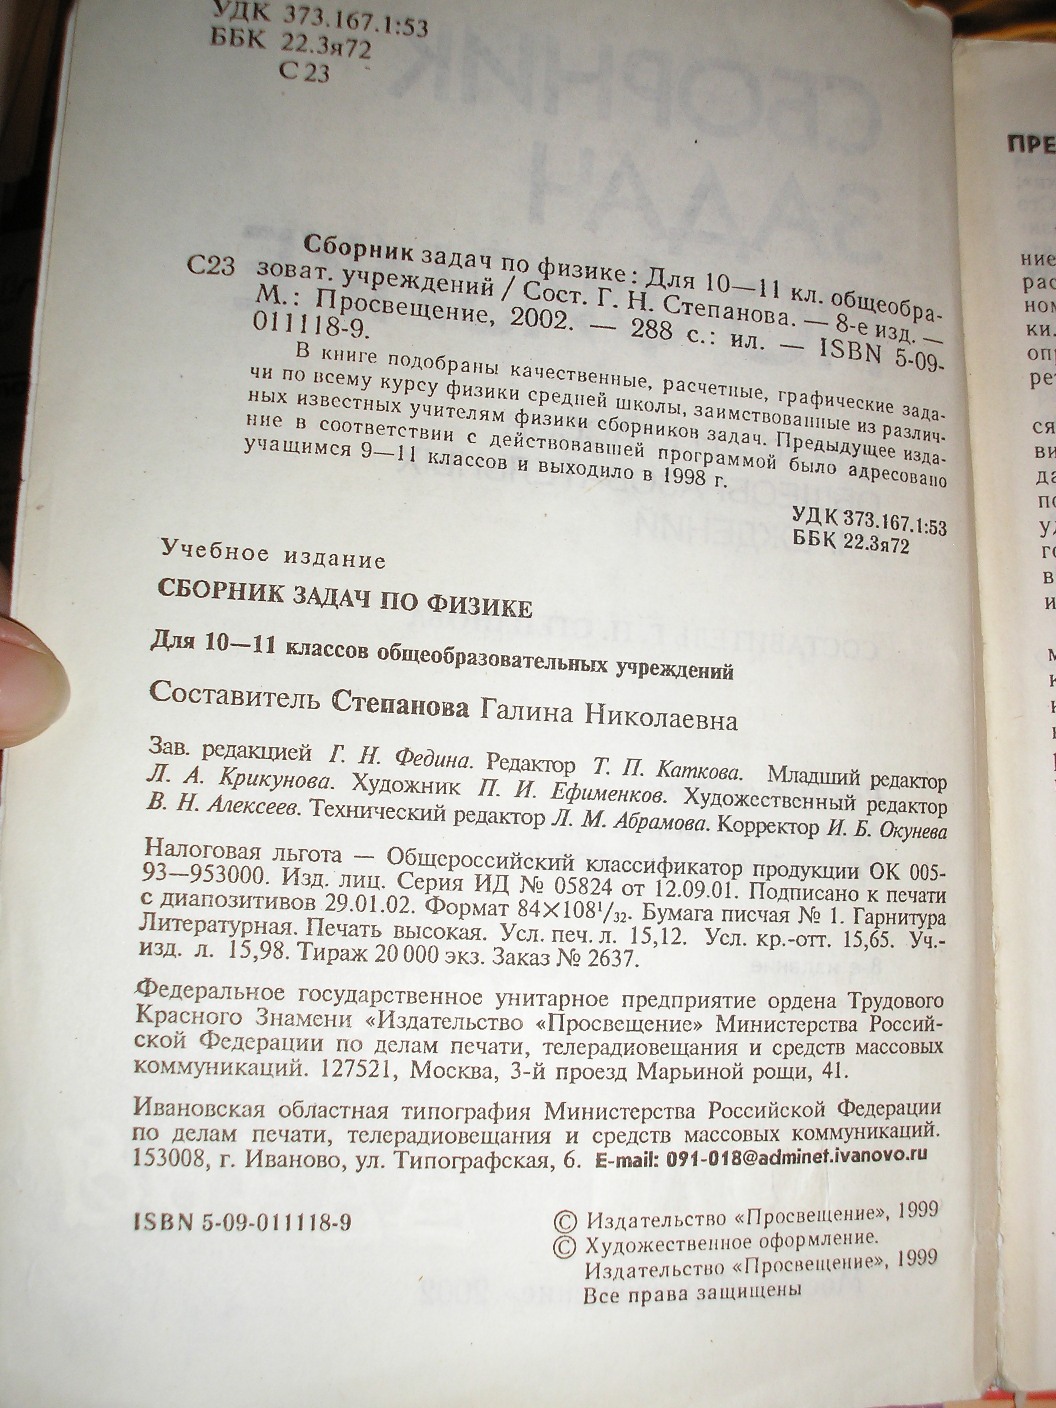 УДК 373.167.1:53
ББК 22.3я72
С23
Сборник задач по физике: Для 10—11 кл. общеобра-
С23 зоват. учреждений / Сост. Г. Н. Степанова. — 8-е изд. —
М.: Просвещение, 2002. — 288 с.: ил. — ISBN 5-09-
011118-9.
В книге подобраны качественные, расчетные, графические зада-
чи по всему курсу физики средней школы, заимствованные из различ-
ных известных учителям физики сборников задач. Предыдущее изда-
ние в соответствии с действовавшей программой было адресовано
учащимся 9—11 классов и выходило в 1998 г.
УДК 373.167.1:53
ББК 22.3я72
Учебное издание
СБОРНИК ЗАДАЧ ПО ФИЗИКЕ
Для 10—11 классов общеобразовательных учреждений
Составитель Степанова Галина Николаевна
Зав. редакцией Г. Н. Федина. Редактор Т. П. Каткова. Младший редактор
Л. А. Крикунова. Художник П. И. Ефименков. Художественный редактор
В. Н. Алексеев. Технический редактор Л. М. Абрамова. Корректор И. Б. Окунева
Налоговая льгота — Общероссийский классификатор продукции ОК 005-
93—953000. Изд. лиц. Серия ИД № 05824 от 12.09.01. Подписано к печати
с диапозитивов 29.01.02. Формат 84×108¹/₃₂. Бумага писчая № 1. Гарнитура
Литературная. Печать высокая. Усл. печ. л. 15,12. Усл. кр.-отт. 15,65. Уч.-
изд. л. 15,98. Тираж 20 000 экз. Заказ № 2637.
Федеральное государственное унитарное предприятие ордена Трудового
Красного Знамени «Издательство «Просвещение» Министерства Россий-
ской Федерации по делам печати, телерадиовещания и средств массовых
коммуникаций. 127521, Москва, 3-й проезд Марьиной рощи, 41.
Ивановская областная типография Министерства Российской Федерации
по делам печати, телерадиовещания и средств массовых коммуникаций.
153008, г. Иваново, ул. Типографская, 6. E-mail: 091-018@adminet.ivanovo.ru
ISBN 5-09-011118-9
© Издательство «Просвещение», 1999
© Художественное оформление.
Издательство «Просвещение», 1999
Все права защищены